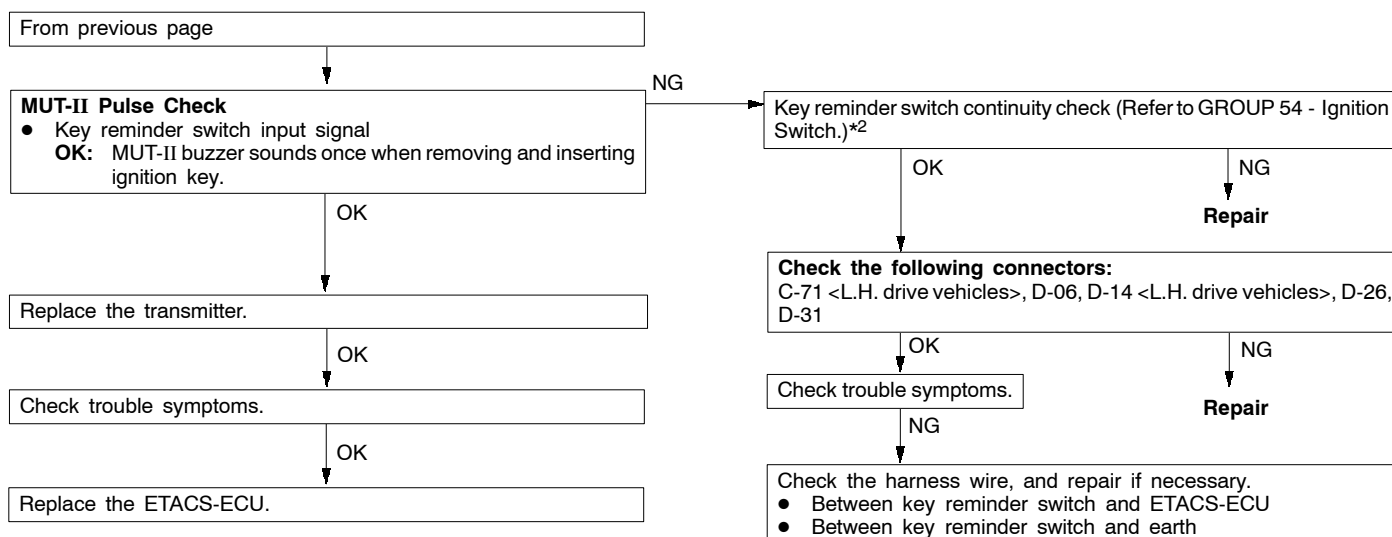 From previous page
MUT-II Pulse Check
● Key reminder switch input signal
OK: MUT-II buzzer sounds once when removing and inserting
ignition key.
NG
Key reminder switch continuity check (Refer to GROUP 54 - Ignition
Switch.)*2
OK
NG
Repair
OK
Check the following connectors:
C-71 <L.H. drive vehicles>, D-06, D-14 <L.H. drive vehicles>, D-26,
D-31
Replace the transmitter.
OK
OK
NG
Check trouble symptoms.
Repair
Check trouble symptoms.
NG
OK
Replace the ETACS-ECU.
Check the harness wire, and repair if necessary.
● Between key reminder switch and ETACS-ECU
● Between key reminder switch and earth